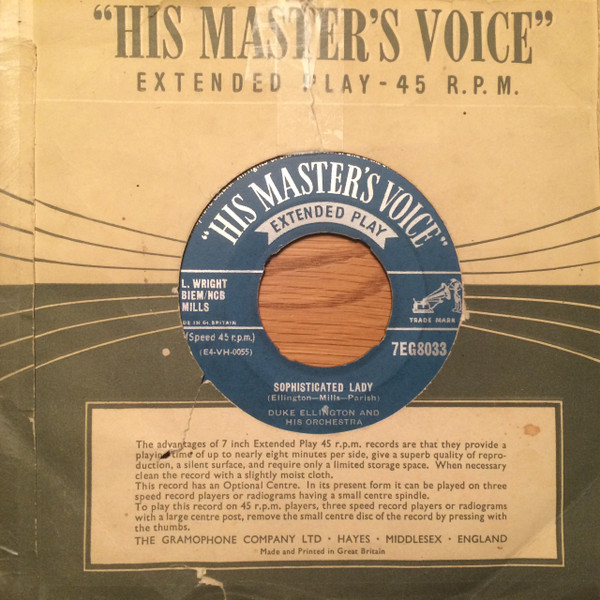 "HIS MASTER'S VOICE"
EXTENDED PLAY - 45 R.P.M.
"HIS MASTER'S VOICE"
EXTENDED PLAY
L. WRIGHT
BIEM/NCB
MILLS
DE IN GT. BRITAIN
(Speed 45 r.p.m.)
(E4-VH-0055)
TRADE MARK
7EG8033
SOPHISTICATED LADY
(Ellington—Mills—Parish)
DUKE ELLINGTON AND
HIS ORCHESTRA
The advantages of 7 inch Extended Play 45 r.p.m. records are that they provide a
playing time of up to nearly eight minutes per side, give a superb quality of repro-
duction, a silent surface, and require only a limited storage space. When necessary
clean the record with a slightly moist cloth.
This record has an Optional Centre. In its present form it can be played on three
speed record players or radiograms having a small centre spindle.
To play this record on 45 r.p.m. players, three speed record players or radiograms
with a large centre post, remove the small centre disc of the record by pressing with
the thumbs.
THE GRAMOPHONE COMPANY LTD · HAYES · MIDDLESEX · ENGLAND
Made and Printed in Great Britain